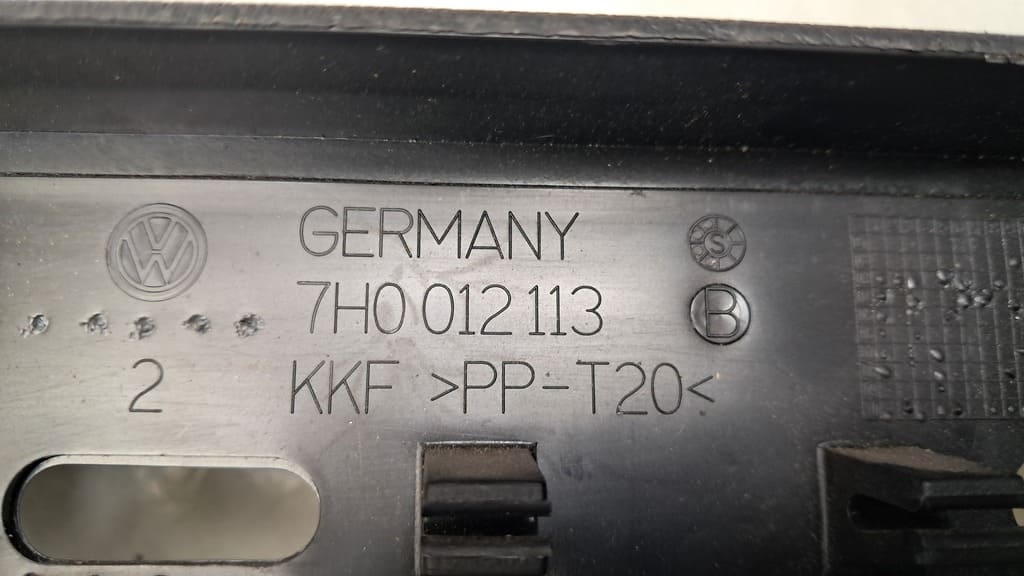 GERMANY S
7H0 012 113 B
2 KKF >PP-T20<